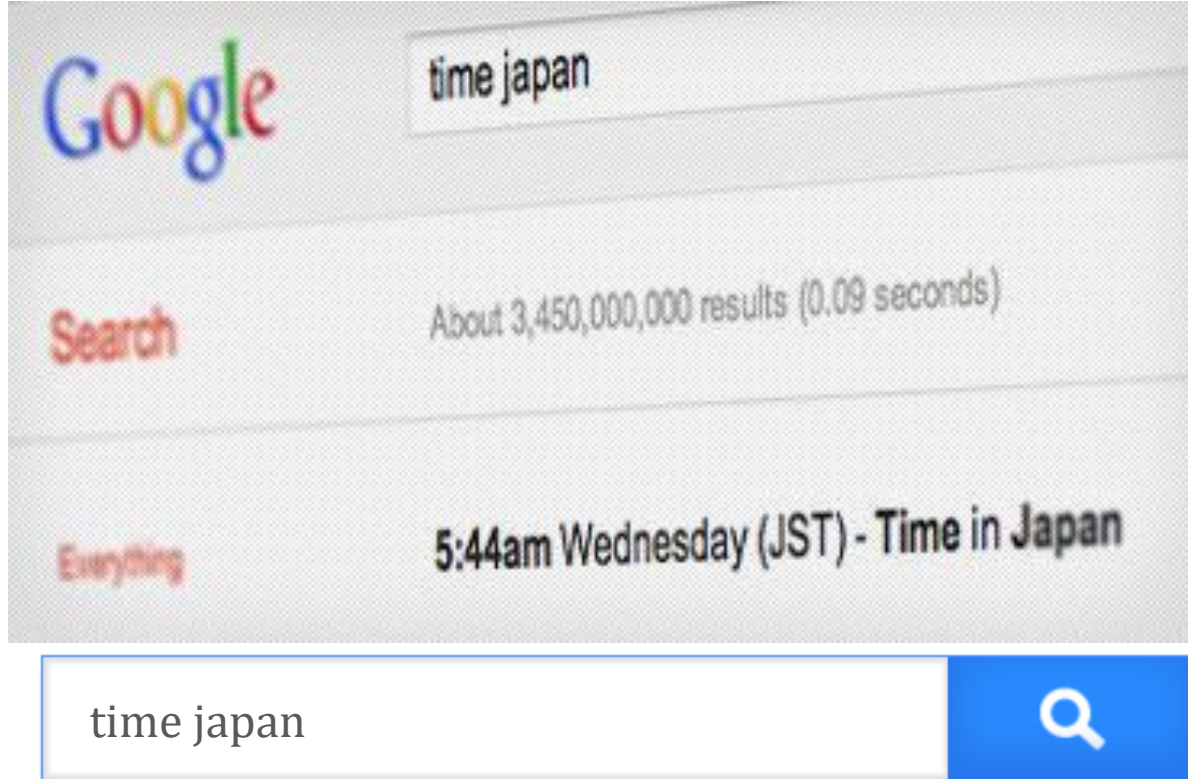 Google
time japan
Search
About 3,450,000,000 results (0.09 seconds)
Everything
5:44am Wednesday (JST) - Time in Japan
time japan